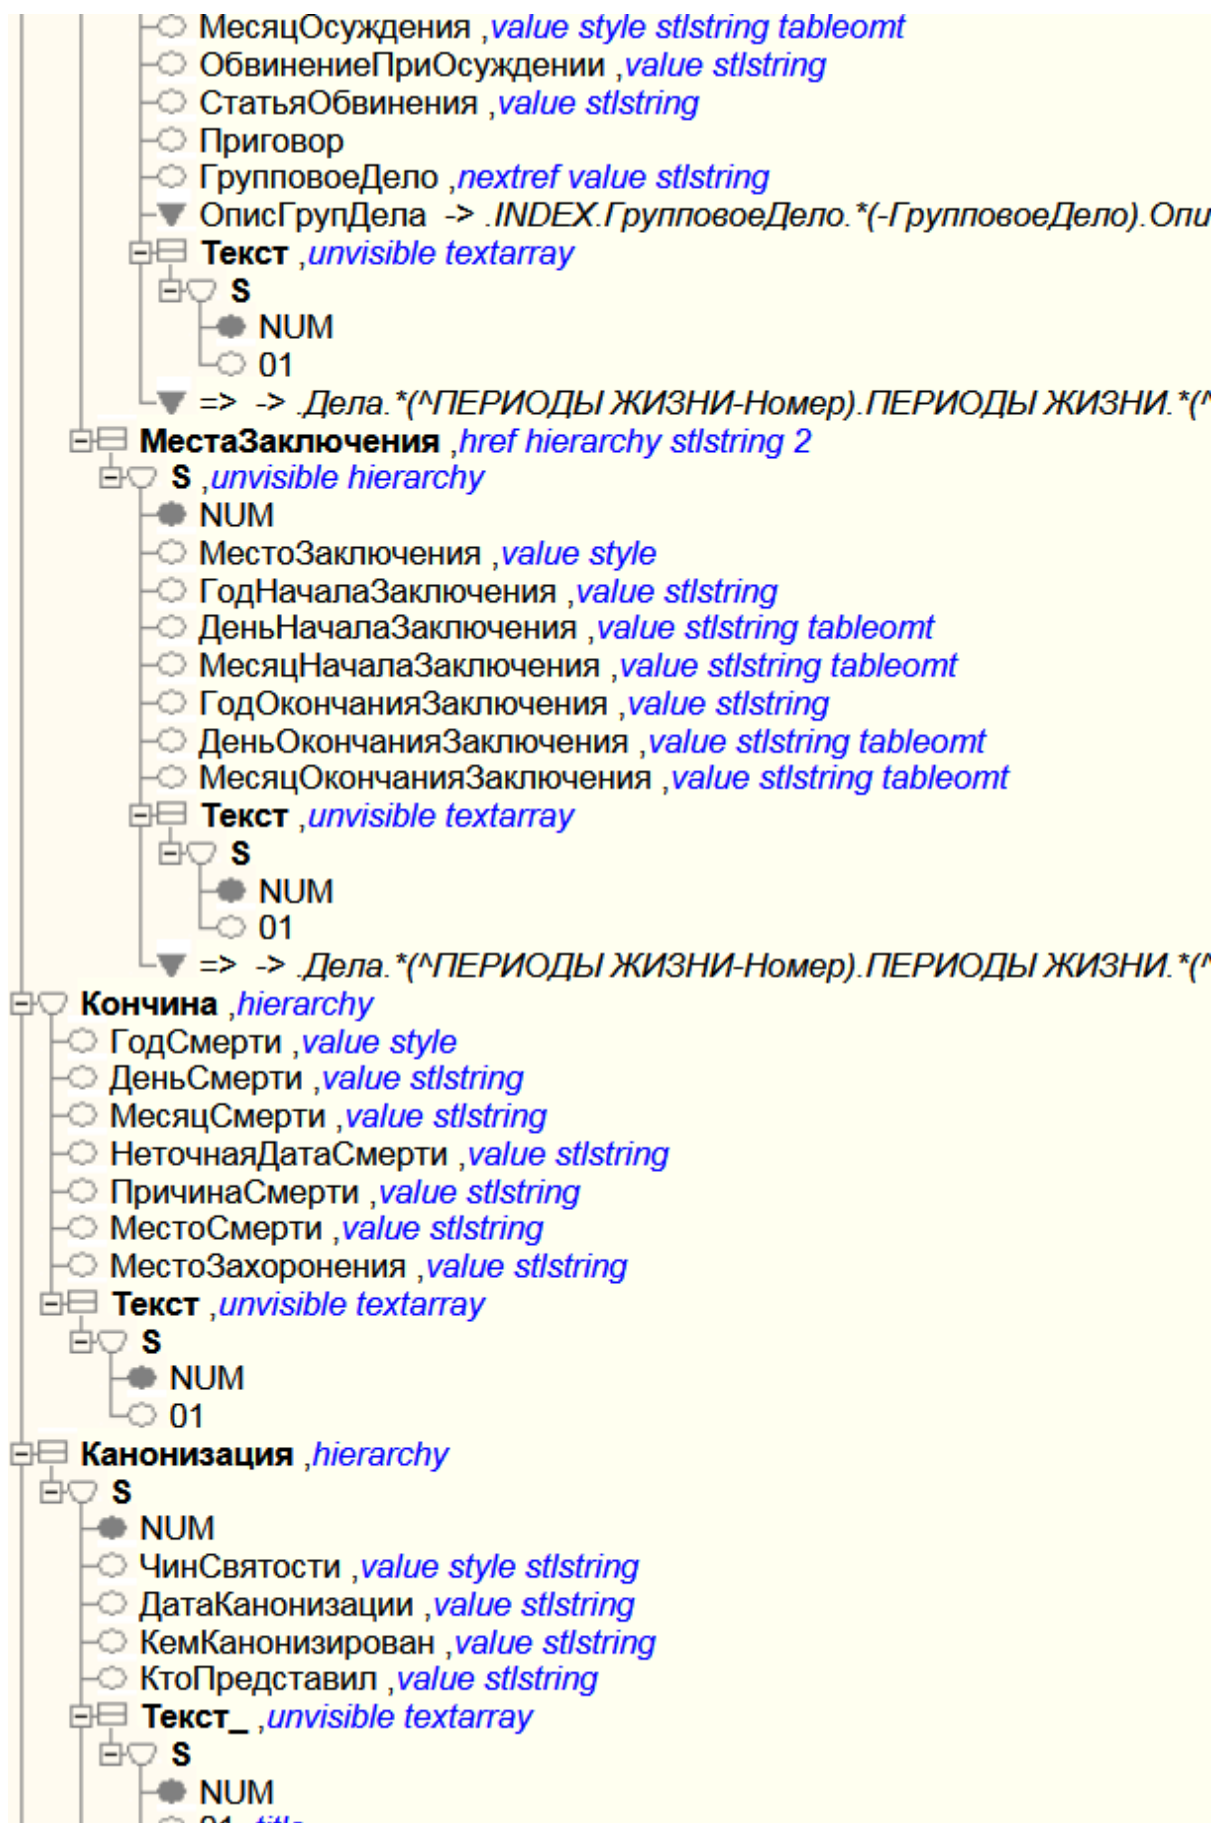 МесяцОсуждения ,value style stlstring tableomt
ОбвинениеПриОсуждении ,value stlstring
СтатьяОбвинения ,value stlstring
Приговор
ГрупповоеДело ,nextref value stlstring
ОписГрупДела -> .INDEX.ГрупповоеДело.*(-ГрупповоеДело).Опи
Текст ,unvisible textarray
S
NUM
01
=> -> .Дела.*(^ПЕРИОДЫ ЖИЗНИ-Номер).ПЕРИОДЫ ЖИЗНИ.*(^
МестаЗаключения ,href hierarchy stlstring 2
S ,unvisible hierarchy
NUM
МестоЗаключения ,value style
ГодНачалаЗаключения ,value stlstring
ДеньНачалаЗаключения ,value stlstring tableomt
МесяцНачалаЗаключения ,value stlstring tableomt
ГодОкончанияЗаключения ,value stlstring
ДеньОкончанияЗаключения ,value stlstring tableomt
МесяцОкончанияЗаключения ,value stlstring tableomt
Текст ,unvisible textarray
S
NUM
01
=> -> .Дела.*(^ПЕРИОДЫ ЖИЗНИ-Номер).ПЕРИОДЫ ЖИЗНИ.*(^
Кончина ,hierarchy
ГодСмерти ,value style
ДеньСмерти ,value stlstring
МесяцСмерти ,value stlstring
НеточнаяДатаСмерти ,value stlstring
ПричинаСмерти ,value stlstring
МестоСмерти ,value stlstring
МестоЗахоронения ,value stlstring
Текст ,unvisible textarray
S
NUM
01
Канонизация ,hierarchy
S
NUM
ЧинСвятости ,value style stlstring
ДатаКанонизации ,value stlstring
КемКанонизирован ,value stlstring
КтоПредставил ,value stlstring
Текст_ ,unvisible textarray
S
NUM
01 ,title